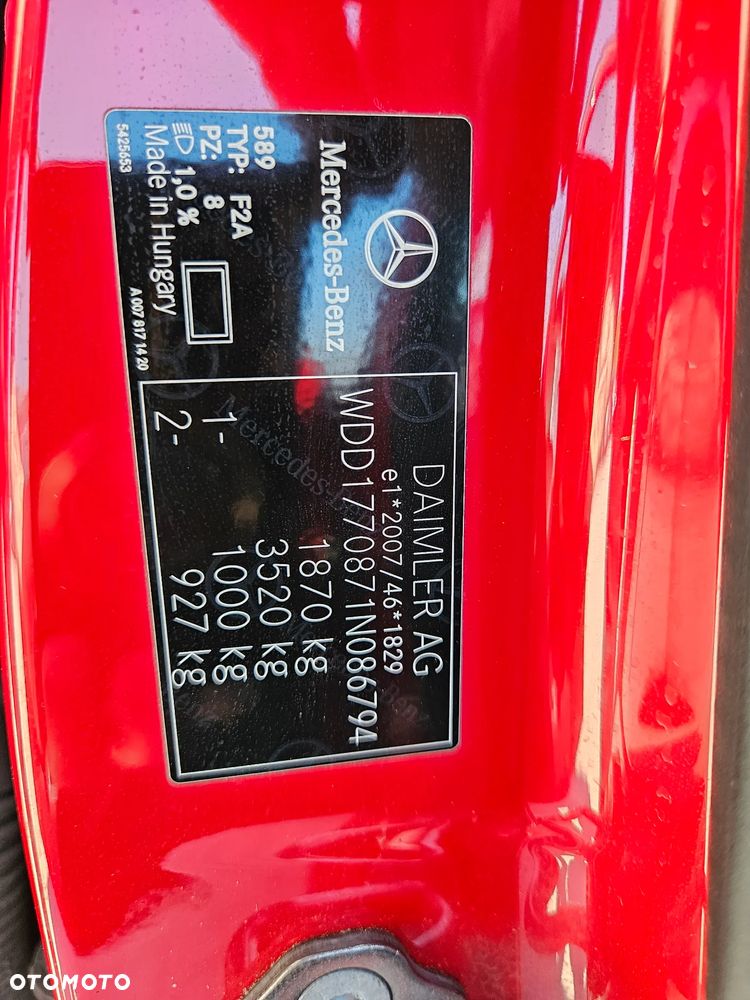 Mercedes-Benz
589
TYP: F2A
PZ: 8
1,0 %
Made in Hungary
5425653
A 007 817 14 20
DAIMLER AG
e1*2007/46*1829
WDD1770871N086794
1870 kg
3520 kg
1- 1000 kg
2- 927 kg
OTOMOTO